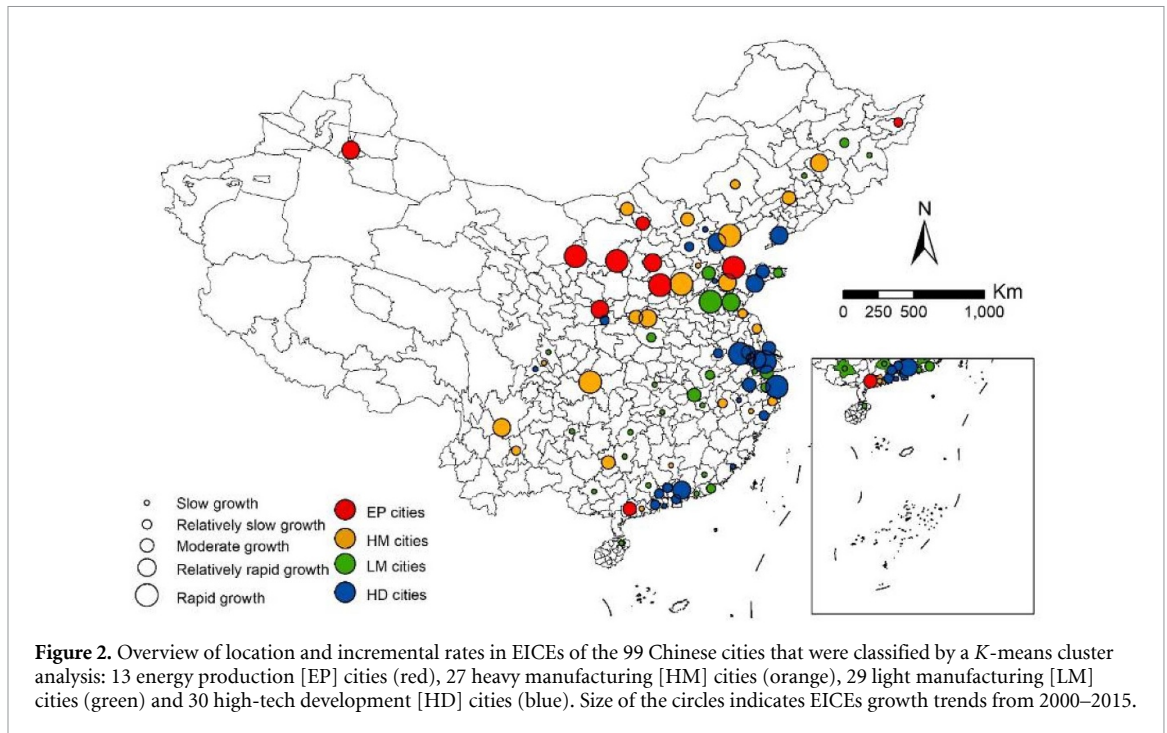 N
Km
0 250 500 1,000
Slow growth
Relatively slow growth
Moderate growth
Relatively rapid growth
Rapid growth
EP cities
HM cities
LM cities
HD cities
Figure 2. Overview of location and incremental rates in EICEs of the 99 Chinese cities that were classified by a K-means cluster
analysis: 13 energy production [EP] cities (red), 27 heavy manufacturing [HM] cities (orange), 29 light manufacturing [LM]
cities (green) and 30 high-tech development [HD] cities (blue). Size of the circles indicates EICEs growth trends from 2000–2015.